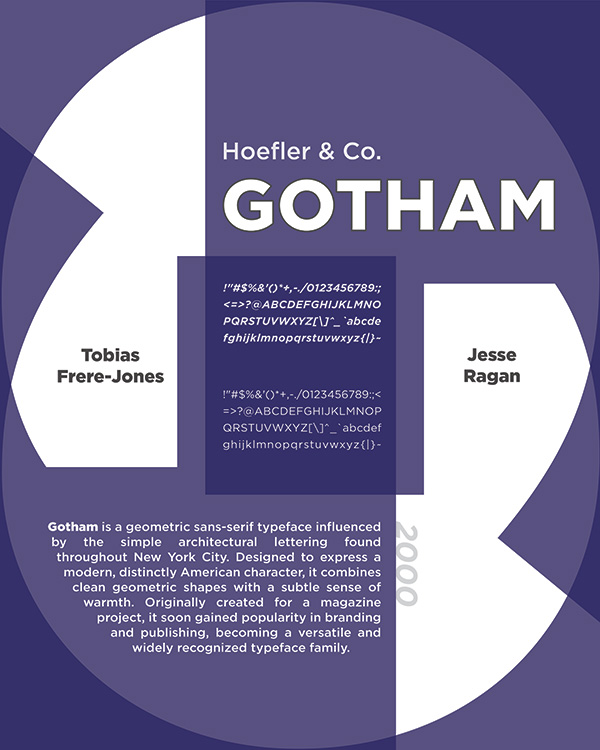 Hoefler & Co.
GOTHAM
!"#$%&'()*+,-./0123456789:;
<=>?@ABCDEFGHIJKLMNO
PQRSTUVWXYZ[\]^_`abcde
fghijklmnopqrstuvwxyz{|}~
Tobias
Frere-Jones
Jesse
Ragan
!"#$%&'()*+,-./0123456789:;<
=>?@ABCDEFGHIJKLMNOP
QRSTUVWXYZ[\]^_`abcdef
ghijklmnopqrstuvwxyz{|}~
Gotham is a geometric sans-serif typeface influenced
by the simple architectural lettering found
throughout New York City. Designed to express a
modern, distinctly American character, it combines
clean geometric shapes with a subtle sense of
warmth. Originally created for a magazine
project, it soon gained popularity in branding
and publishing, becoming a versatile and
widely recognized typeface family.
2000